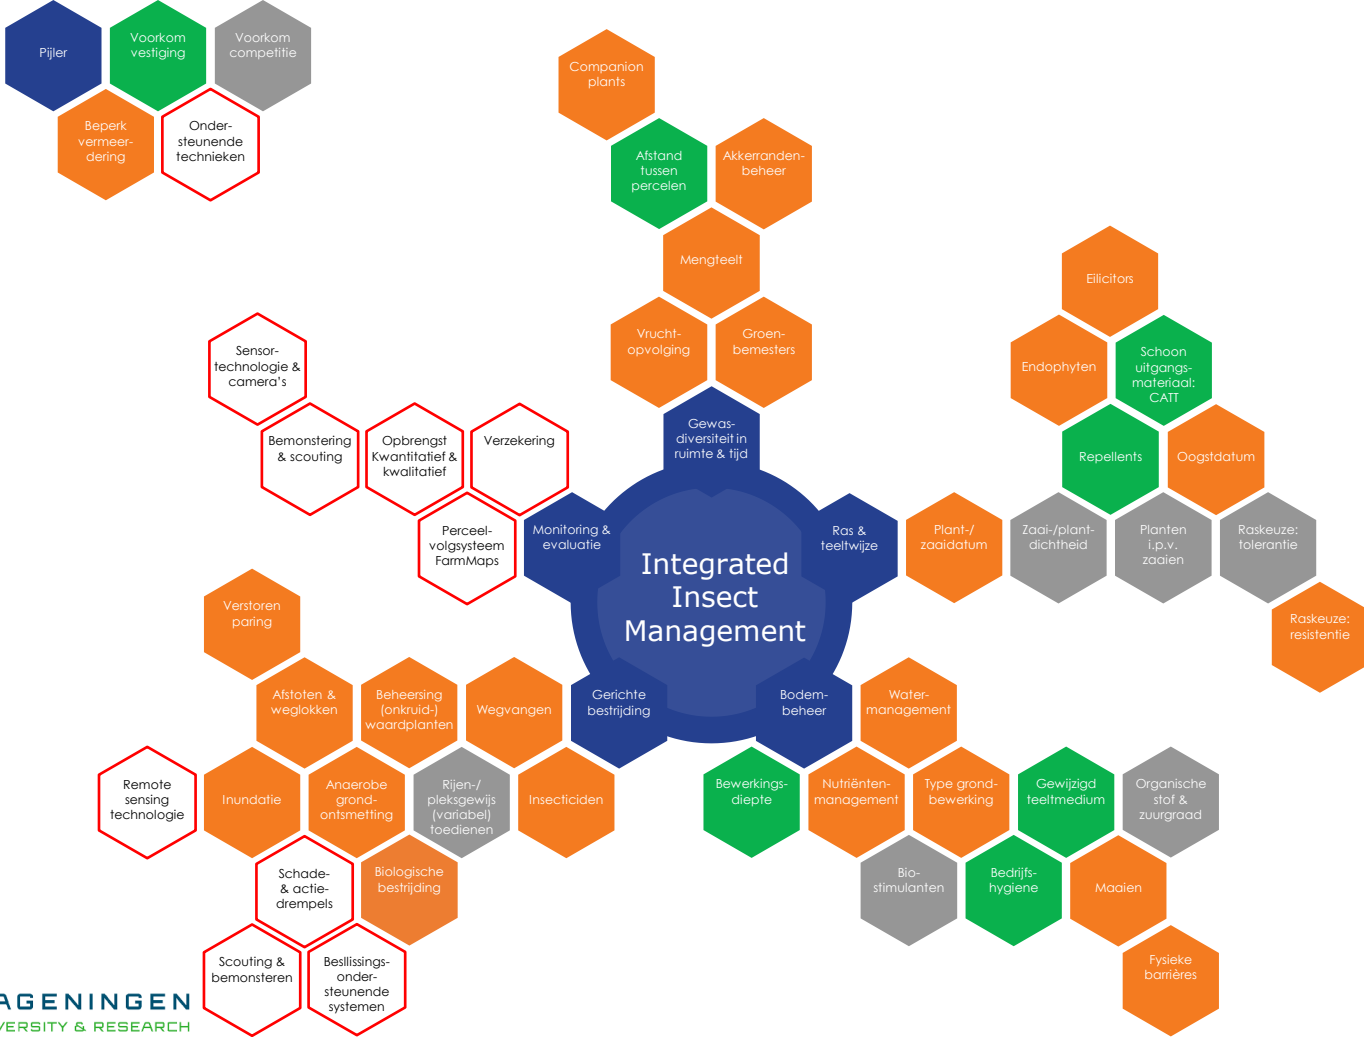 Pijler
Voorkom
vestiging
Voorkom
competitie
Beperk
vermeer-
dering
Onder-
steunende
technieken
Companion
plants
Afstand
tussen
percelen
Akkerranden-
beheer
Mengteelt
Vrucht-
opvolging
Groen-
bemesters
Gewas-
diversiteit in
ruimte & tijd
Eilicitors
Endophyten
Schoon
uitgangs-
materiaal:
CATT
Repellents
Oogstdatum
Ras &
teeltwijze
Plant-/
zaaidatum
Zaai-/plant-
dichtheid
Planten
i.p.v.
zaaien
Raskeuze:
tolerantie
Raskeuze:
resistentie
Sensor-
technologie &
camera's
Bemonstering
& scouting
Opbrengst
Kwantitatief &
kwalitatief
Verzekering
Perceel-
volgsysteem
FarmMaps
Monitoring &
evaluatie
Integrated
Insect
Management
Verstoren
paring
Afstoten &
weglokken
Beheersing
(onkruid-)
waardplanten
Wegvangen
Gerichte
bestrijding
Remote
sensing
technologie
Inundatie
Anaerobe
grond-
ontsmetting
Rijen-/
pleksgewijs
(variabel)
toedienen
Insecticiden
Schade-
& actie-
drempels
Biologische
bestrijding
Scouting &
bemonsteren
Besllissings-
onder-
steunende
systemen
Bodem-
beheer
Water-
management
Bewerkings-
diepte
Nutriënten-
management
Type grond-
bewerking
Gewijzigd
teeltmedium
Organische
stof &
zuurgraad
Bio-
stimulanten
Bedrijfs-
hygiene
Maaien
Fysieke
barrières
AGENINGEN
VERSITY & RESEARCH